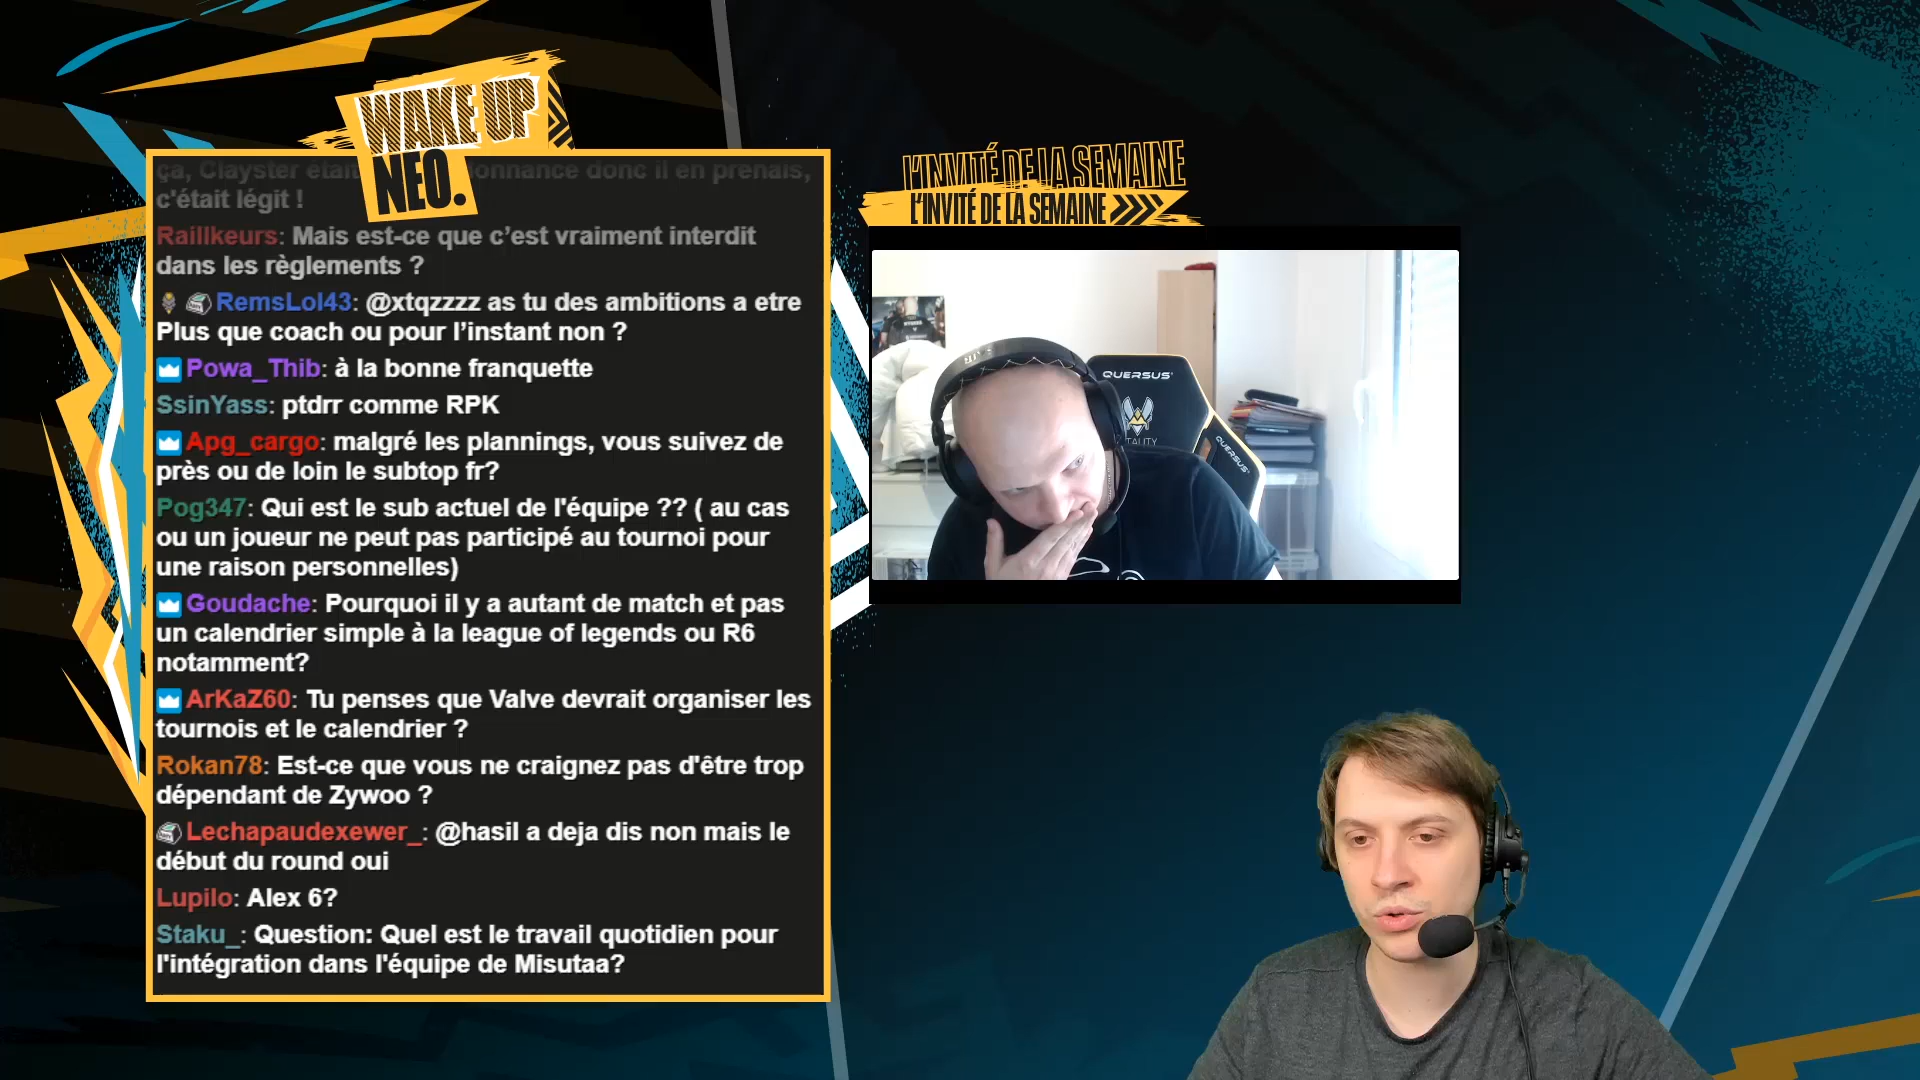 WAKE UP
NEO.
ça, Clayster était donc il en prenais,
c'était légit !
Raillkeurs: Mais est-ce que c’est vraiment interdit
dans les règlements ?
RemsLol43: @xtqzzzz as tu des ambitions a etre
Plus que coach ou pour l’instant non ?
Powa_Thib: à la bonne franquette
SsinYass: ptdrr comme RPK
Apg_cargo: malgré les plannings, vous suivez de
près ou de loin le subtop fr?
Pog347: Qui est le sub actuel de l'équipe ?? ( au cas
ou un joueur ne peut pas participé au tournoi pour
une raison personnelles)
Goudache: Pourquoi il y a autant de match et pas
un calendrier simple à la league of legends ou R6
notamment?
ArKaZ60: Tu penses que Valve devrait organiser les
tournois et le calendrier ?
Rokan78: Est-ce que vous ne craignez pas d'être trop
dépendant de Zywoo ?
Lechapaudexewer_: @hasil a deja dis non mais le
début du round oui
Lupilo: Alex 6?
Staku_: Question: Quel est le travail quotidien pour
l'intégration dans l'équipe de Misutaa?
L'INVITÉ DE LA SEMAINE
L'INVITÉ DE LA SEMAINE
QUERSUS
QUERSUS